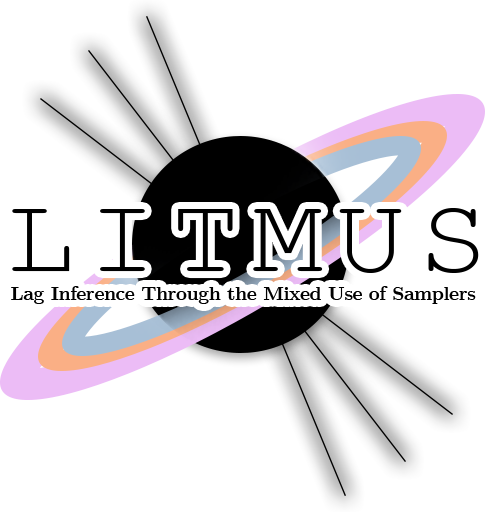 LITMUS
Lag Inference Through the Mixed Use of Samplers